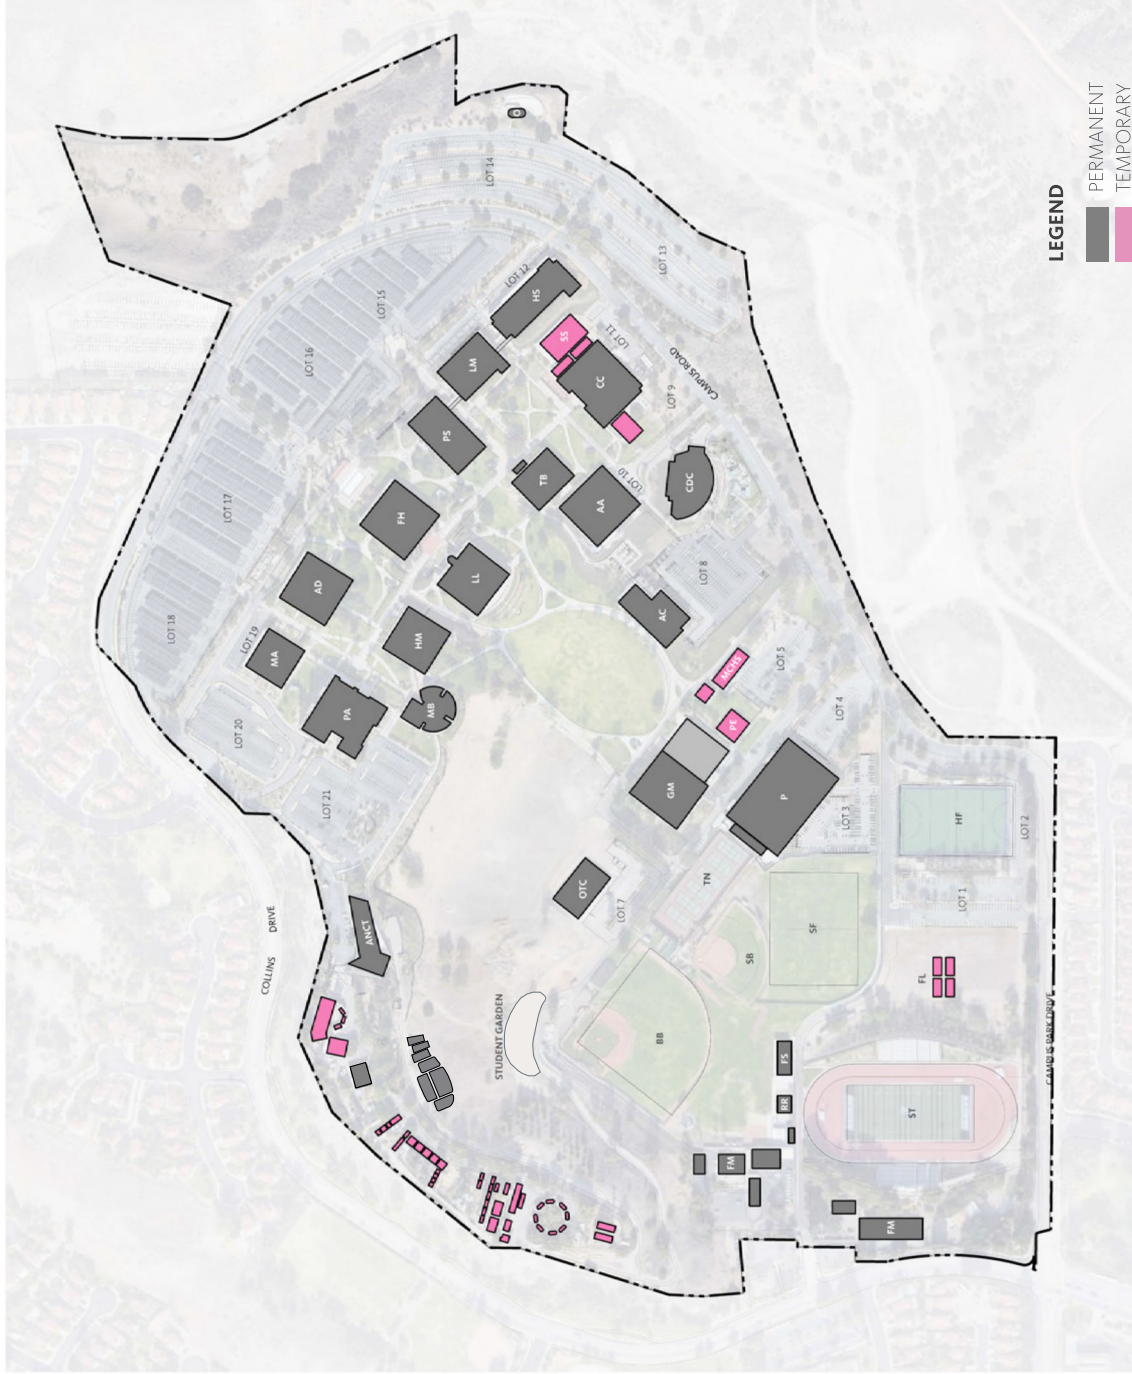 LEGEND
PERMANENT
TEMPORARY
LOT 14
LOT 13
LOT 12
HS
LOT 15
LOT 11
SS
LM
LOT 16
CC
CAMPUS ROAD
LOT 9
PS
TB
LOT 10
CDC
AA
LOT 17
FH
LOT 8
LL
AD
AC
LOT 18
LOT 19
HM
MA
MCHS
LOT 5
MB
PA
LOT 4
PE
LOT 20
GM
P
LOT 21
LOT 3
HF
LOT 2
TN
OTC
LOT 7
LOT 1
SF
ANCT
COLLINS DRIVE
SB
FL
STUDENT GARDEN
BB
CAMPUS PARK DRIVE
FS
RR
ST
FM
FM